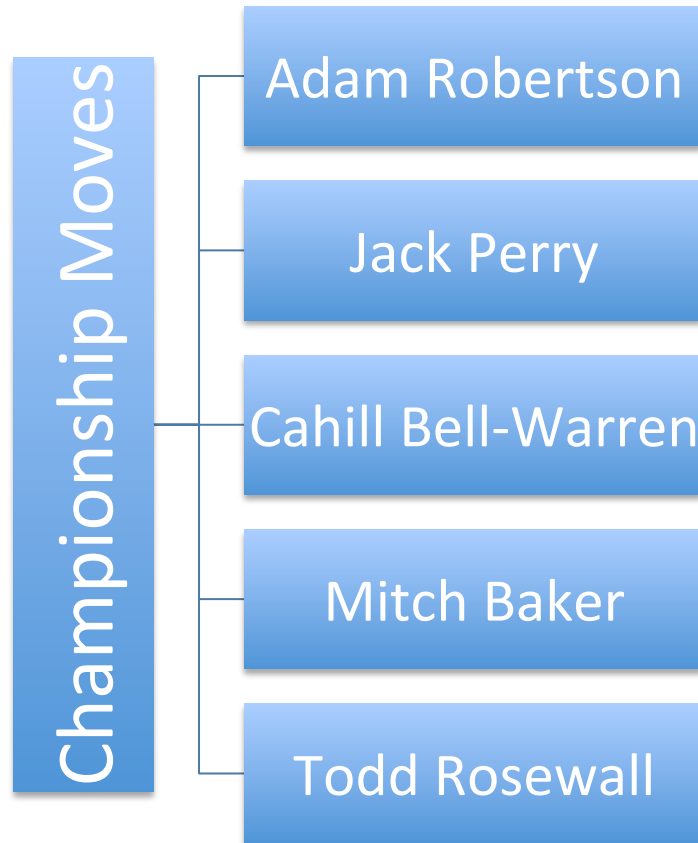 Championship Moves
Adam Robertson
Jack Perry
Cahill Bell-Warren
Mitch Baker
Todd Rosewall